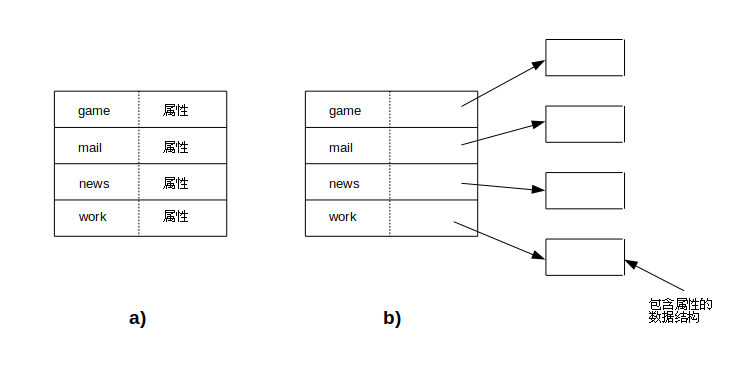 game 属性
mail 属性
news 属性
work 属性
a)
game
mail
news
work
b)
包含属性的
数据结构